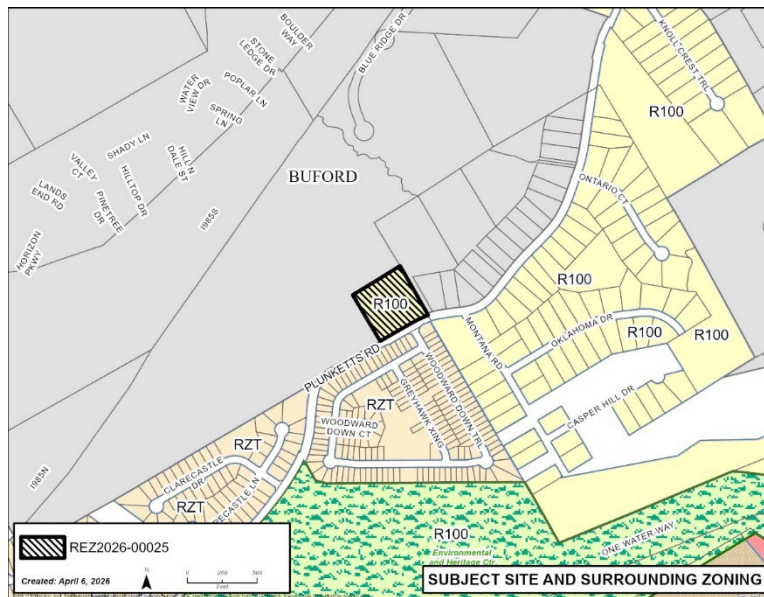 BOULDER
WAY
STONE
LEDGE DR
BLUE RIDGE DR
KNOLL CREST TRL
WATER
VIEW DR
POPLAR LN
SPRING
LN
R100
SHADY LN
HILL N
DALE ST
VALLEY
CT
HILLTOP DR
BUFORD
LANDS
END RD
PINETREE
DR
ONTARIO CT
I985S
HORIZON
PKWY
R100
R100
MONTANA RD
OKLAHOMA DR
R100
R100
PLUNKETTS RD
WOODWARD DOWN TRL
GREYHAWK XING
CASPER HILL DR
RZT
WOODWARD
DOWN CT
RZT
CLARECASTLE
DR
I985N
RZT
ECASTLE LN
R100
Environmental
and Heritage Ctr
ONE WATER WAY
REZ2026-00025
Created: April 6, 2026
N
0 250 500
Feet
SUBJECT SITE AND SURROUNDING ZONING